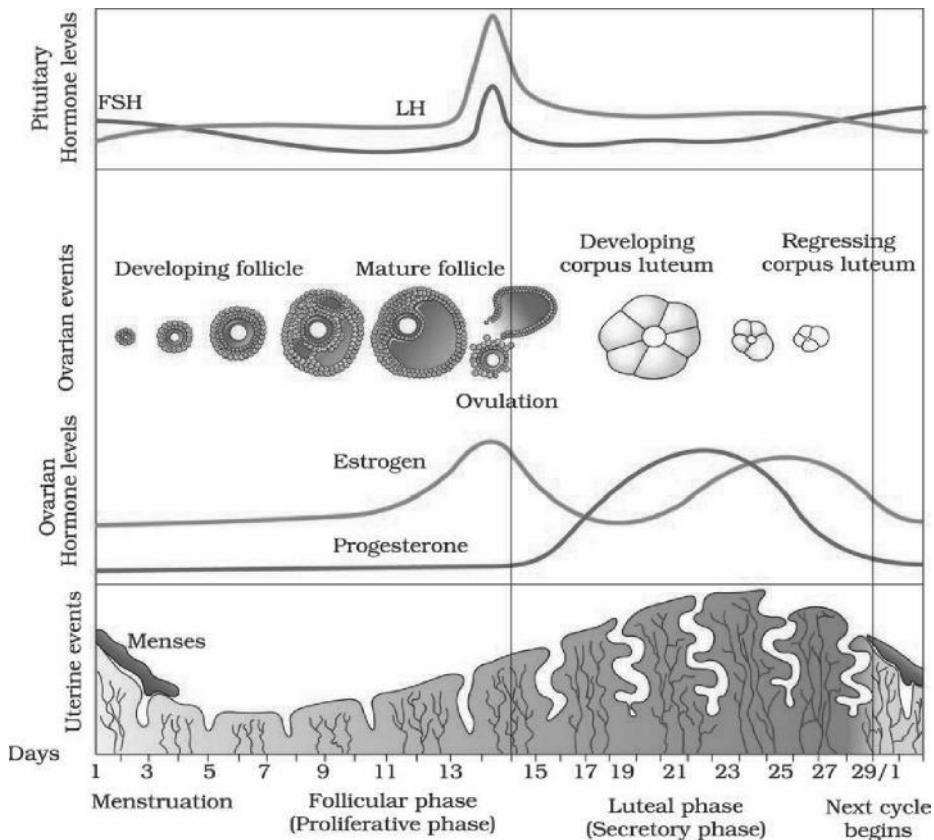 Pituitary
Hormone levels
FSH
LH
Ovarian events
Developing follicle
Mature follicle
Developing
corpus luteum
Regressing
corpus luteum
Ovulation
Ovarian
Hormone levels
Estrogen
Progesterone
Uterine events
Menses
Days
1 3 5 7 9 11 13 15 17 19 21 23 25 27 29/1
Menstruation
Follicular phase
(Proliferative phase)
Luteal phase
(Secretory phase)
Next cycle
begins